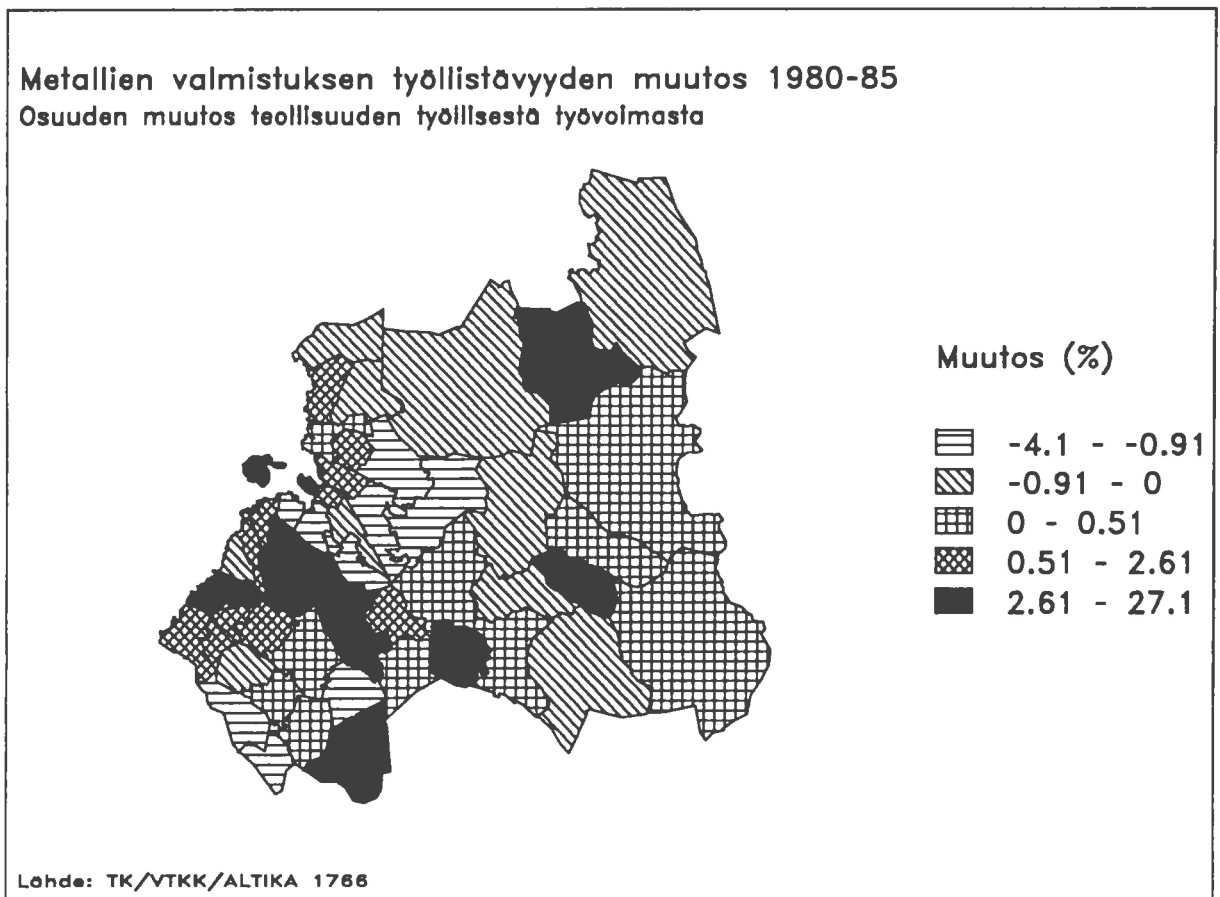 Metallien valmistuksen työllistävyyden muutos 1980-85
Osuuden muutos teollisuuden työllisestä työvoimasta
Muutos (%)
-4.1 - -0.91
-0.91 - 0
0 - 0.51
0.51 - 2.61
2.61 - 27.1
Lähde: TK/VTKK/ALTIKA 1766